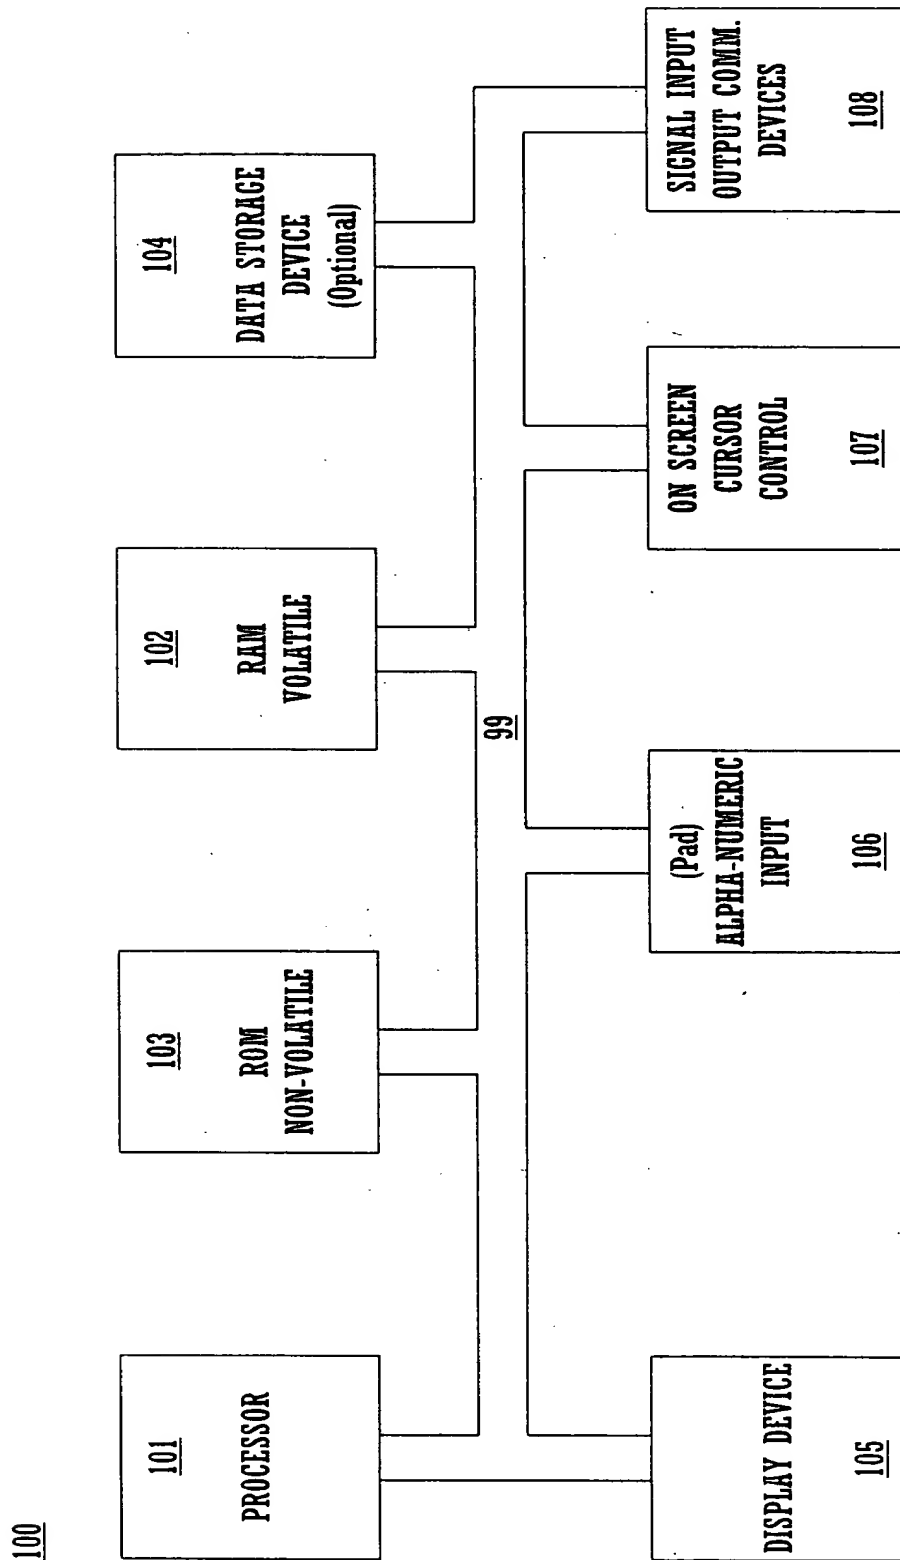 100
101
PROCESSOR
103
ROM
NON-VOLATILE
102
RAM
VOLATILE
104
DATA STORAGE
DEVICE
(Optional)
99
DISPLAY DEVICE
105
(Pad)
ALPHA-NUMERIC
INPUT
106
ON SCREEN
CURSOR
CONTROL
107
SIGNAL INPUT
OUTPUT COMM.
DEVICES
108